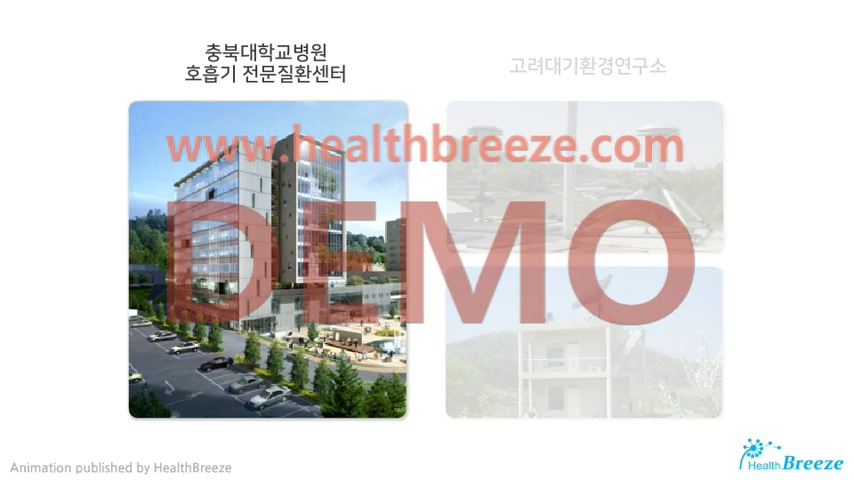 충북대학교병원
호흡기 전문질환센터
고려대기환경연구소
www.healthbreeze.com
DEMO
Animation published by HealthBreeze
Health Breeze